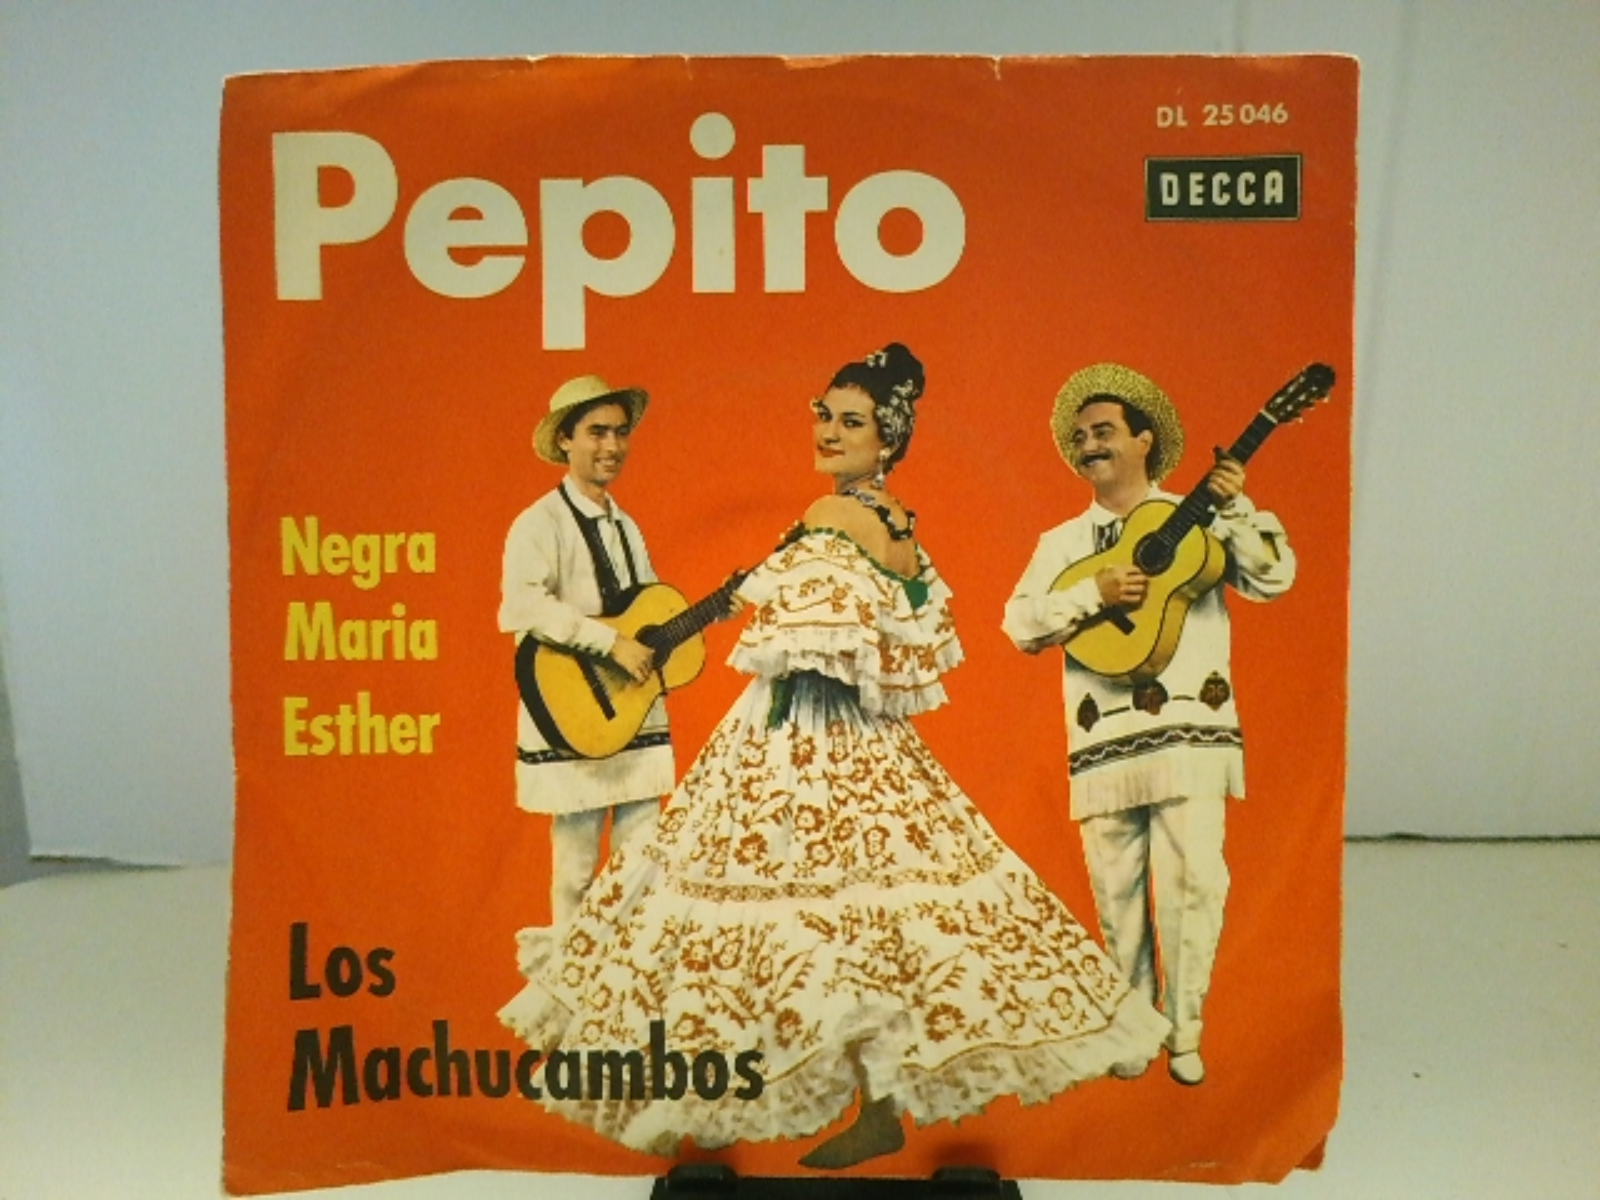 DL 25 046
Pepito
DECCA
Negra
Maria
Esther
Los
Machucambos